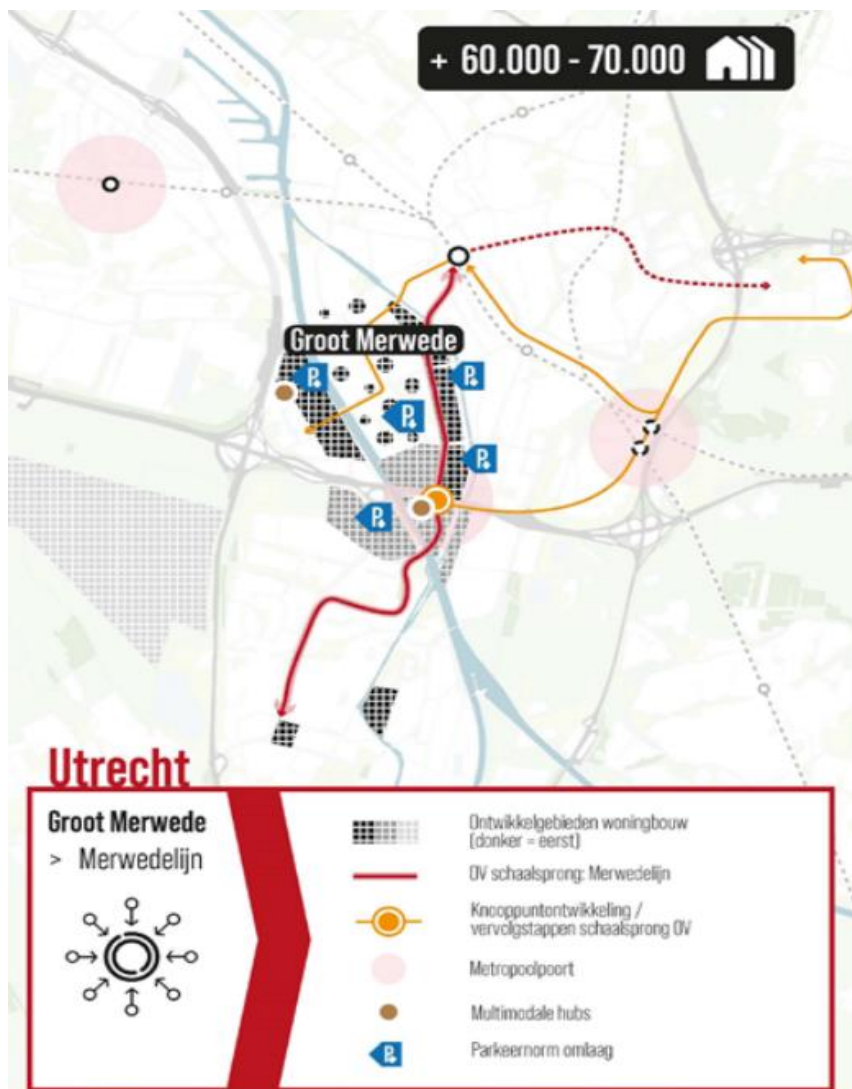 + 60.000 - 70.000
Groot Merwede
P
P
P
P
P
Utrecht
Groot Merwede
> Merwedelijn
Ontwikkelgebieden woningbouw
(donker = eerst)
OV schaalsprong: Merwedelijn
Knooppuntontwikkeling /
vervolgstappen schaalsprong OV
Metropoolpoort
Multimodale hubs
P
Parkeernorm omlaag